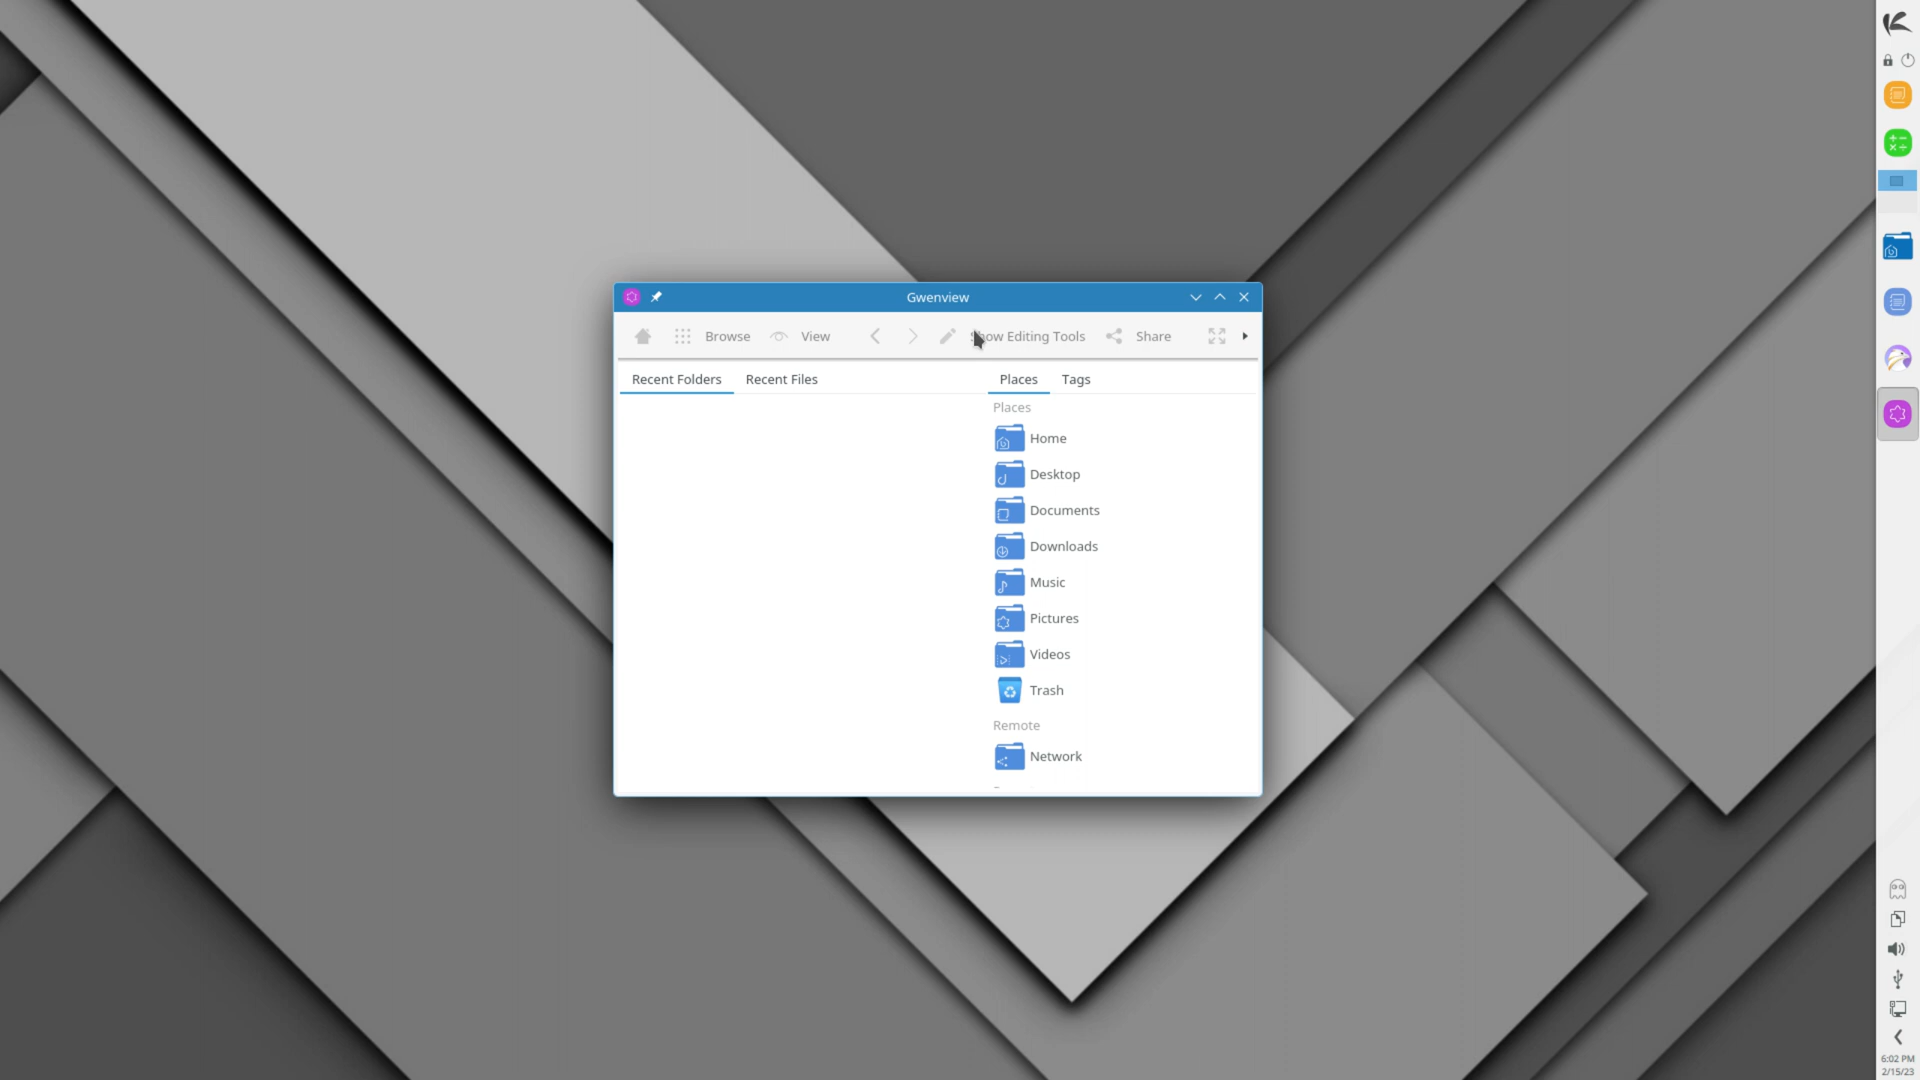 Gwenview
Browse View Show Editing Tools Share
Recent Folders Recent Files
Places Tags
Places
Home
Desktop
Documents
Downloads
Music
Pictures
Videos
Trash
Remote
Network
6:02 PM
2/15/23